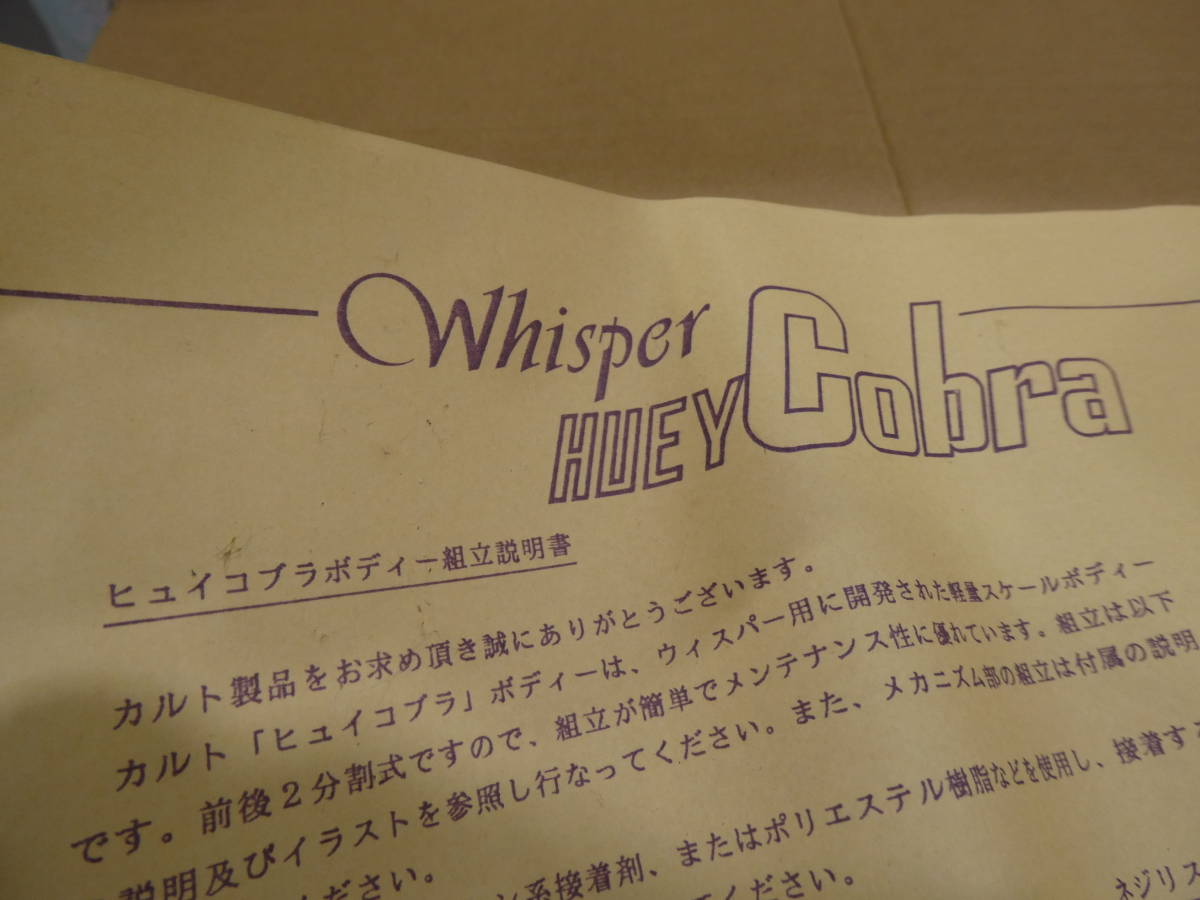 Whisper
HUEY Cobra
ヒュイコブラボディー組立説明書
カルト製品をお求め頂き誠にありがとうございます。
カルト「ヒュイコブラ」ボディーは、ウィスパー用に開発された軽量スケールボディー
です。前後2分割式ですので、組立が簡単でメンテナンス性に優れています。組立は以下
説明及びイラストを参照し行なってください。また、メカニズム部の組立は付属の説明
ください。
系接着剤、またはポリエステル樹脂などを使用し、接着する
ください。
ネジリス